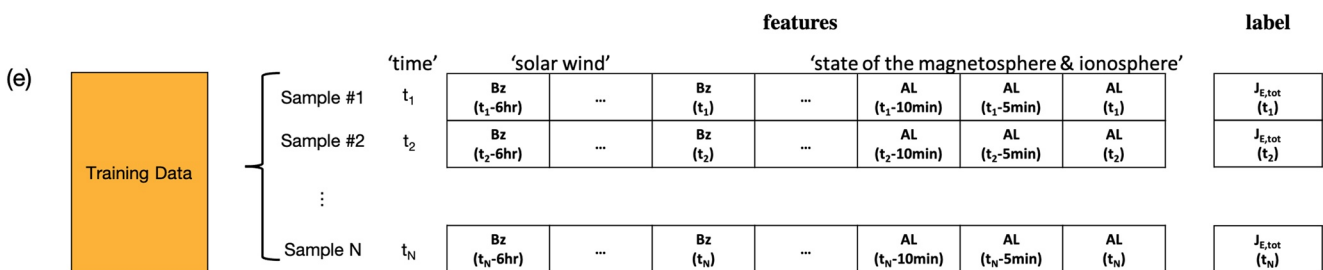 features label
(e) 'time' 'solar wind' 'state of the magnetosphere & ionosphere'
Training Data
Sample #1 t1 Bz (t1-6hr) ... Bz (t1) ... AL (t1-10min) AL (t1-5min) AL (t1) JE,tot (t1)
Sample #2 t2 Bz (t2-6hr) ... Bz (t2) ... AL (t2-10min) AL (t2-5min) AL (t2) JE,tot (t2)
⋮
Sample N tN Bz (tN-6hr) ... Bz (tN) ... AL (tN-10min) AL (tN-5min) AL (tN) JE,tot (tN)